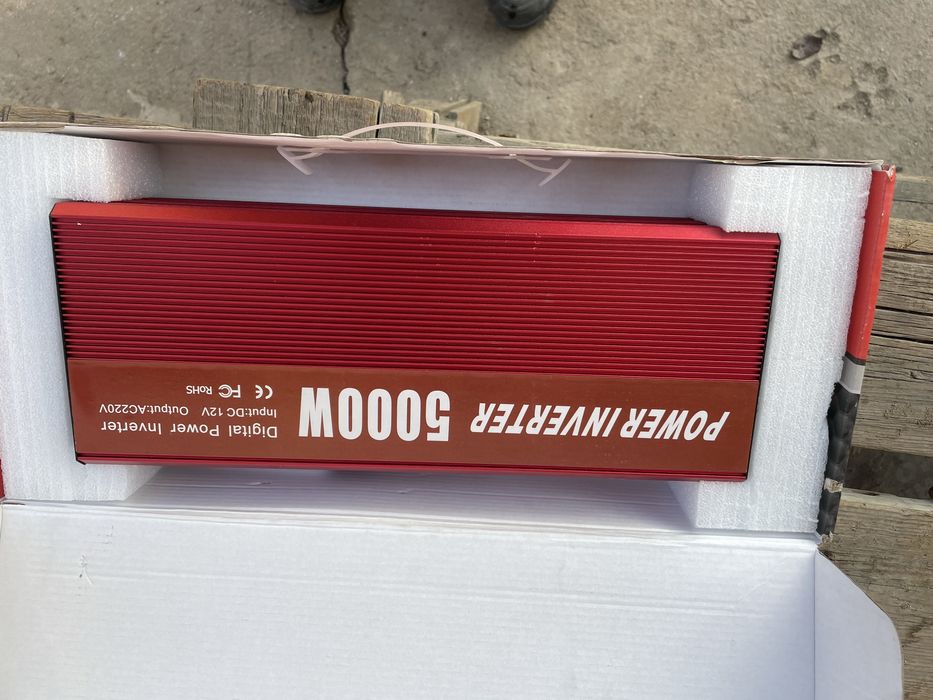 POWER INVERTER 5000W
Digital Power Inverter
Input:DC 12V Output:AC220V
CE FC RoHS